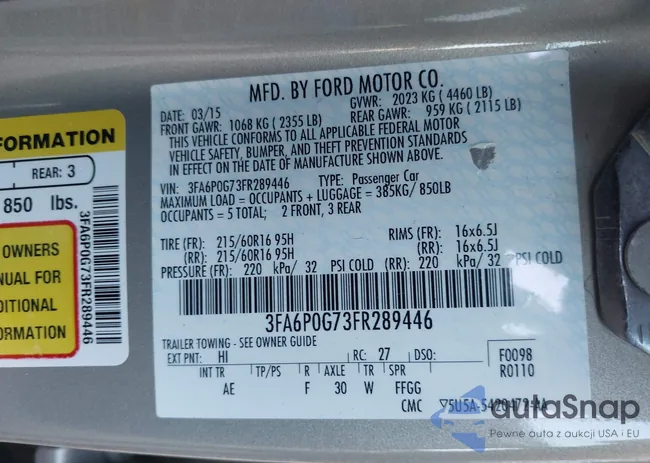 MFD. BY FORD MOTOR CO.
DATE: 03/15 GVWR: 2023 KG ( 4460 LB)
FRONT GAWR: 1068 KG ( 2355 LB) REAR GAWR: 959 KG ( 2115 LB)
THIS VEHICLE CONFORMS TO ALL APPLICABLE FEDERAL MOTOR
VEHICLE SAFETY, BUMPER, AND THEFT PREVENTION STANDARDS
IN EFFECT ON THE DATE OF MANUFACTURE SHOWN ABOVE.
VIN: 3FA6P0G73FR289446 TYPE: Passenger Car
MAXIMUM LOAD = OCCUPANTS + LUGGAGE = 385KG/ 850LB
OCCUPANTS = 5 TOTAL; 2 FRONT, 3 REAR
TIRE (FR): 215/60R16 95H RIMS (FR): 16x6.5J
(RR): 215/60R16 95H (RR): 16x6.5J
PRESSURE (FR): 220 kPa/ 32 PSI COLD (RR): 220 kPa/ 32 PSI COLD
3FA6P0G73FR289446
TRAILER TOWING - SEE OWNER GUIDE
EXT PNT: HI RC: 27 DSO: F0098
R0110
INT TR TP/PS R AXLE TR SPR
AE F 30 W FFGG
CMC
FORMATION
REAR: 3
850 lbs.
OWNERS
NUAL FOR
DITIONAL
ORMATION
3FA6P0G73FR289446
autaSnap
Pewne auta z aukcji USA i EU